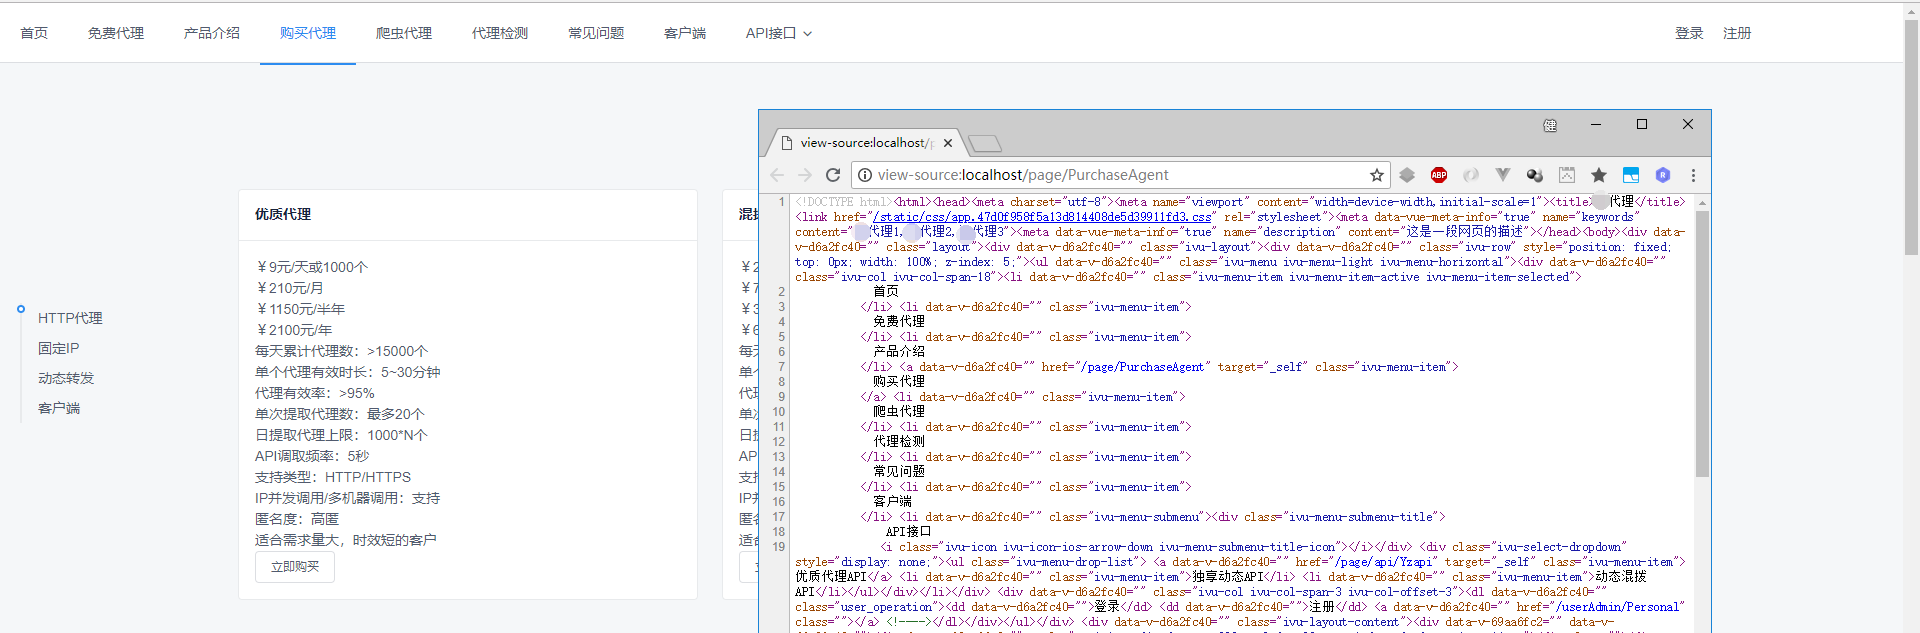 首页 免费代理 产品介绍 购买代理 爬虫代理 代理检测 常见问题 客户端 API接口 登录 注册
HTTP代理
固定IP
动态转发
客户端
优质代理
￥9元/天或1000个
￥210元/月
￥1150元/半年
￥2100元/年
每天累计代理数：>15000个
单个代理有效时长：5~30分钟
代理有效率：>95%
单次提取代理数：最多20个
日提取代理上限：1000*N个
API调取频率：5秒
支持类型：HTTP/HTTPS
IP并发调用/多机器调用：支持
匿名度：高匿
适合需求量大，时效短的客户
立即购买
混
￥2
￥7
￥3
￥6
每天
单个
代理
单次
日提
AP
支持
IP并
匿名
适合
立
view-source:localhost/p
view-source:localhost/page/PurchaseAgent
1 <!DOCTYPE html><html><head><meta charset="utf-8"><meta name="viewport" content="width=device-width,initial-scale=1"><title>代理</title>
<link href="/static/css/app.47d0f958f5a13d814408de5d39911fd3.css" rel="stylesheet"><meta data-vue-meta-info="true" name="keywords"
content="代理1,代理2,代理3"><meta data-vue-meta-info="true" name="description" content="这是一段网页的描述"></head><body><div data-
v-d6a2fc40="" class="layout"><div data-v-d6a2fc40="" class="ivu-layout"><div data-v-d6a2fc40="" class="ivu-row" style="position: fixed;
top: 0px; width: 100%; z-index: 5;"><ul data-v-d6a2fc40="" class="ivu-menu ivu-menu-light ivu-menu-horizontal"><div data-v-d6a2fc40=""
class="ivu-col ivu-col-span-18"><li data-v-d6a2fc40="" class="ivu-menu-item ivu-menu-item-active ivu-menu-item-selected">
2 首页
3 </li> <li data-v-d6a2fc40="" class="ivu-menu-item">
4 免费代理
5 </li> <li data-v-d6a2fc40="" class="ivu-menu-item">
6 产品介绍
7 </li> <a data-v-d6a2fc40="" href="/page/PurchaseAgent" target="_self" class="ivu-menu-item">
8 购买代理
9 </a> <li data-v-d6a2fc40="" class="ivu-menu-item">
10 爬虫代理
11 </li> <li data-v-d6a2fc40="" class="ivu-menu-item">
12 代理检测
13 </li> <li data-v-d6a2fc40="" class="ivu-menu-item">
14 常见问题
15 </li> <li data-v-d6a2fc40="" class="ivu-menu-item">
16 客户端
17 </li> <li data-v-d6a2fc40="" class="ivu-menu-submenu"><div class="ivu-menu-submenu-title">
18 API接口
19 <i class="ivu-icon ivu-icon-ios-arrow-down ivu-menu-submenu-title-icon"></i></div> <div class="ivu-select-dropdown"
style="display: none;"><ul class="ivu-menu-drop-list"> <a data-v-d6a2fc40="" href="/page/api/Yzapi" target="_self" class="ivu-menu-item">
优质代理API</a> <li data-v-d6a2fc40="" class="ivu-menu-item">独享动态API</li> <li data-v-d6a2fc40="" class="ivu-menu-item">动态混拨
API</li></ul></div></li></div> <div data-v-d6a2fc40="" class="ivu-col ivu-col-span-3 ivu-col-offset-3"><dl data-v-d6a2fc40=""
class="user_operation"><dd data-v-d6a2fc40="">登录</dd> <dd data-v-d6a2fc40="">注册</dd> <a data-v-d6a2fc40="" href="/userAdmin/Personal"
class=""></a> <!----></dl></div></ul></div> <div data-v-d6a2fc40="" class="ivu-layout-content"><div data-v-69aa6fc2="" data-v-